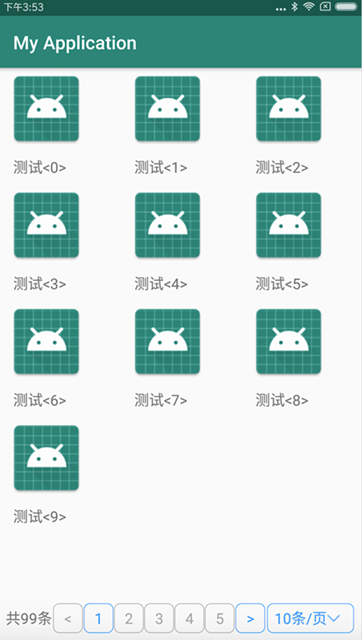 下午3:53
My Application
测试<0> 测试<1> 测试<2>
测试<3> 测试<4> 测试<5>
测试<6> 测试<7> 测试<8>
测试<9>
共99条 < 1 2 3 4 5 > 10条/页